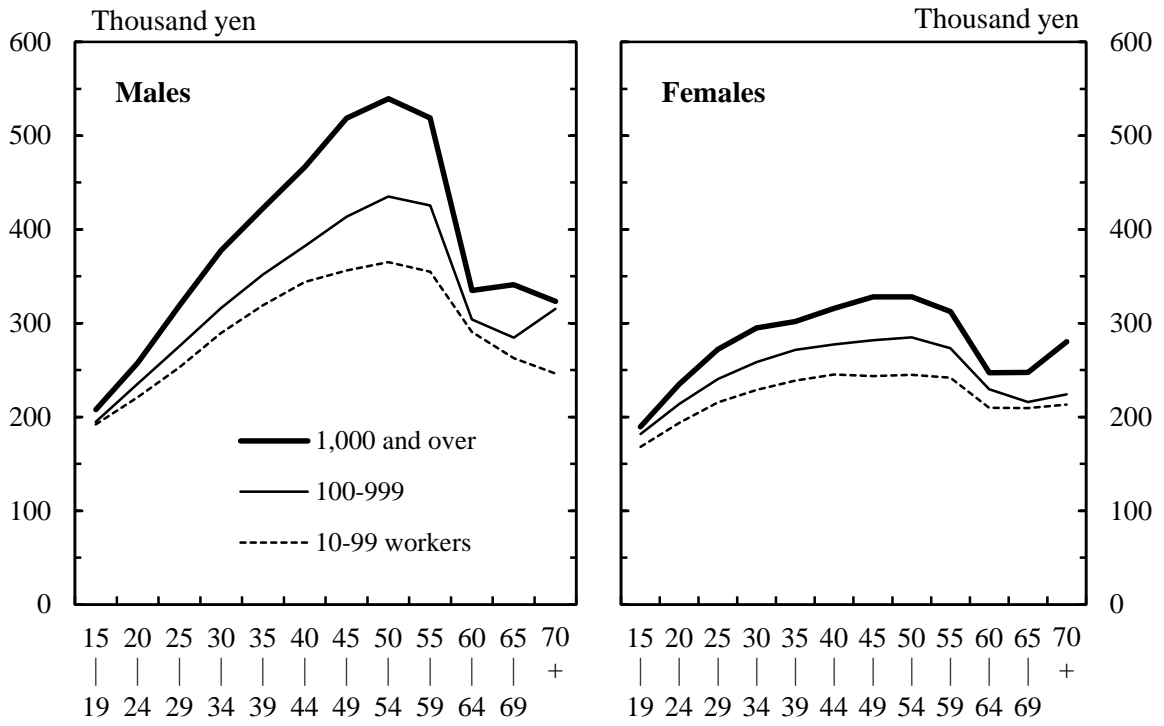 Thousand yen
Thousand yen
600
500
400
300
200
100
0
Males
1,000 and over
100-999
10-99 workers
15 20 25 30 35 40 45 50 55 60 65 70
| | | | | | | | | | | +
19 24 29 34 39 44 49 54 59 64 69
Females
600
500
400
300
200
100
0
15 20 25 30 35 40 45 50 55 60 65 70
| | | | | | | | | | | +
19 24 29 34 39 44 49 54 59 64 69